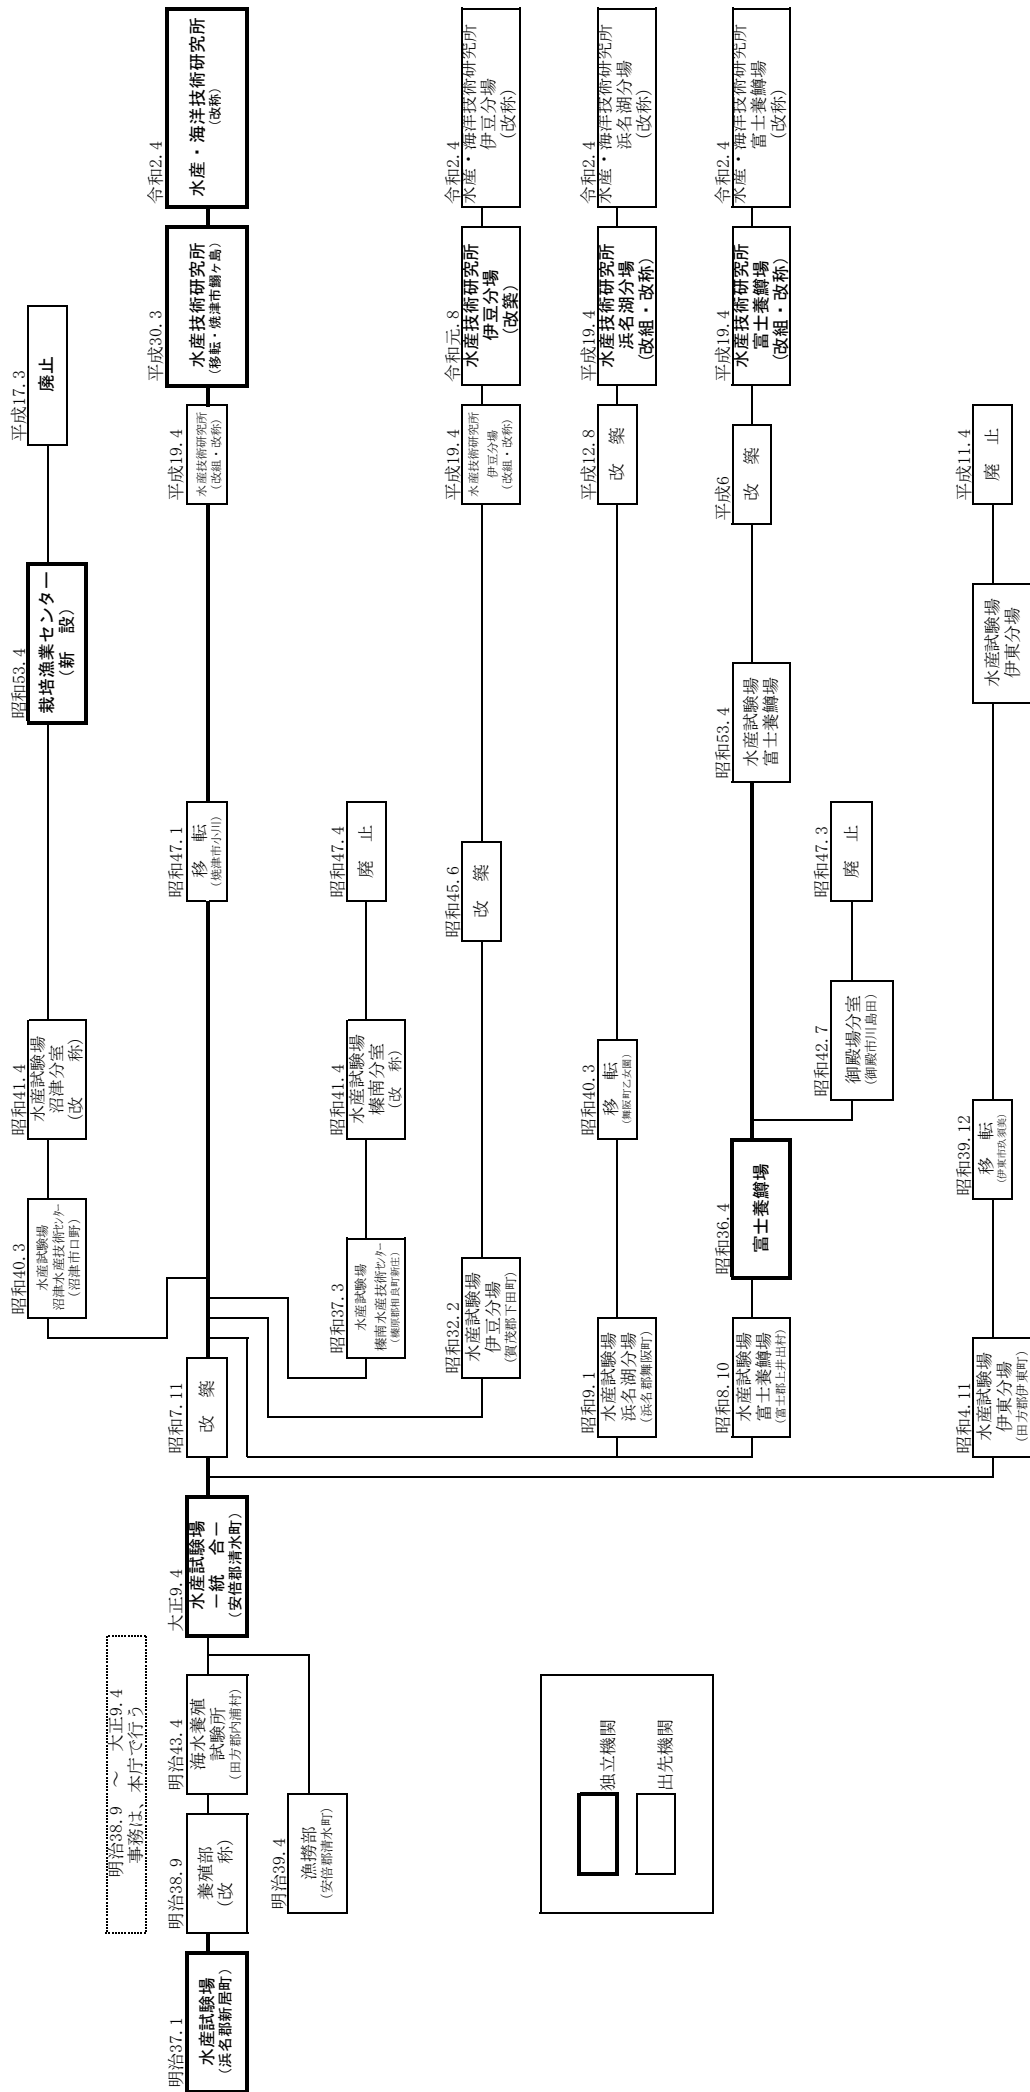 明治38.9 ～ 大正9.4
事務は、本庁で行う
明治37.1
水産試験場
(浜名郡新居町)
明治38.9
養殖部
(改　称)
明治43.4
海水養殖
試験所
(田方郡内浦村)
明治39.4
漁撈部
(安倍郡清水町)
大正9.4
水産試験場
－統　合－
(安倍郡清水町)
昭和7.11
改　築
昭和47.1
移　転
(焼津市小川)
平成19.4
水産技術研究所
(改組・改称)
平成30.3
水産技術研究所
(移転・焼津市鰯ヶ島)
令和2.4
水産・海洋技術研究所
(改称)
昭和40.3
水産試験場
沼津水産技術ｾﾝﾀｰ
(沼津市口野)
昭和41.4
水産試験場
沼津分室
(改　称)
昭和53.4
栽培漁業センター
(新　設)
平成17.3
廃止
昭和37.3
水産試験場
榛南水産技術ｾﾝﾀｰ
(榛原郡相良町新庄)
昭和41.4
水産試験場
榛南分室
(改　称)
昭和47.4
廃　止
昭和32.2
水産試験場
伊豆分場
(賀茂郡下田町)
昭和45.6
改　築
平成19.4
水産技術研究所
伊豆分場
(改組・改称)
令和元.8
水産技術研究所
伊豆分場
(改築)
令和2.4
水産・海洋技術研究所
伊豆分場
(改称)
昭和9.1
水産試験場
浜名湖分場
(浜名郡舞阪町)
昭和40.3
移　転
(舞阪町乙女園)
平成12.8
改　築
平成19.4
水産技術研究所
浜名湖分場
(改組・改称)
令和2.4
水産・海洋技術研究所
浜名湖分場
(改称)
昭和8.10
水産試験場
富士養鱒場
(富士郡上井出村)
昭和36.4
富士養鱒場
昭和53.4
水産試験場
富士養鱒場
平成6
改　築
平成19.4
水産技術研究所
富士養鱒場
(改組・改称)
令和2.4
水産・海洋技術研究所
富士養鱒場
(改称)
昭和42.7
御殿場分室
(御殿市川島田)
昭和47.3
廃　止
昭和4.11
水産試験場
伊東分場
(田方郡伊東町)
昭和39.12
移　転
(伊東市玖須美)
水産試験場
伊東分場
平成11.4
廃　止
独立機関
出先機関